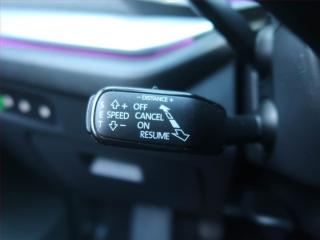 - DISTANCE +
S + OFF
E SPEED CANCEL
T - ON
RESUME